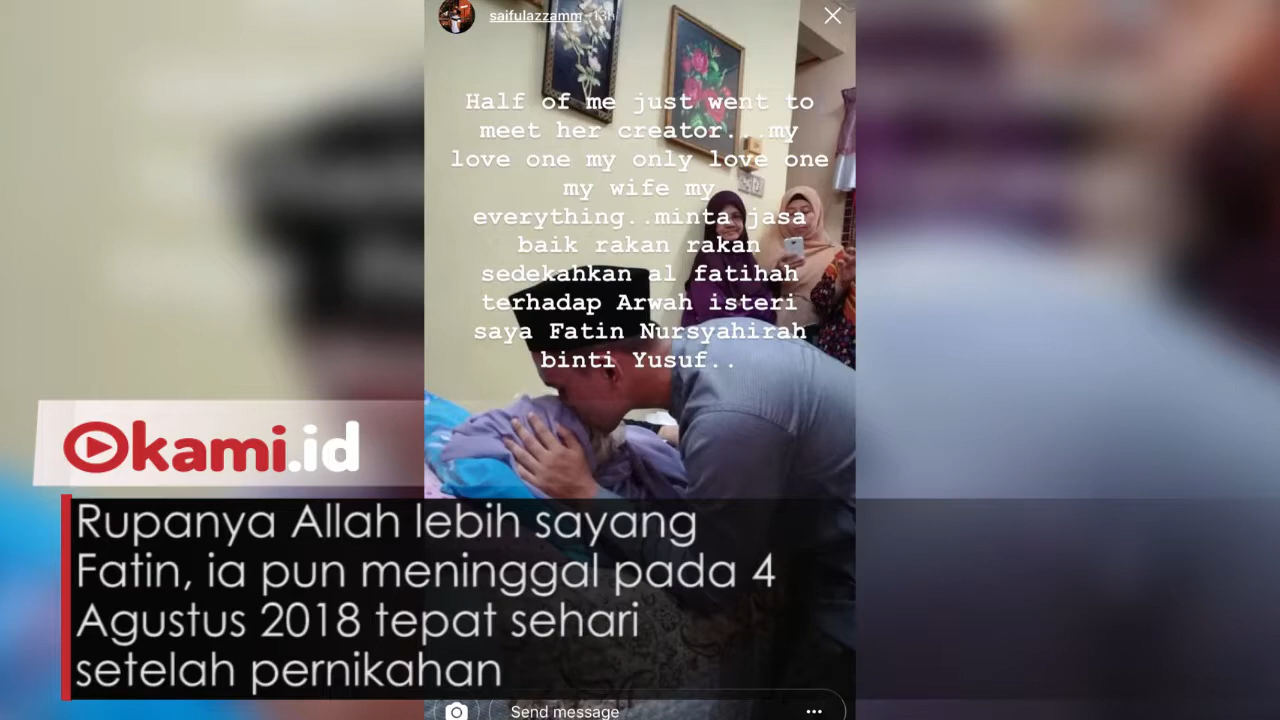 saifulazzamm 13h
Half of me just went to
meet her creator...my
love one my only love one
my wife my
everything..minta jasa
baik rakan rakan
sedekahkan al fatihah
terhadap Arwah isteri
saya Fatin Nursyahirah
binti Yusuf..
Okami.id
Rupanya Allah lebih sayang
Fatin, ia pun meninggal pada 4
Agustus 2018 tepat sehari
setelah pernikahan
Send message